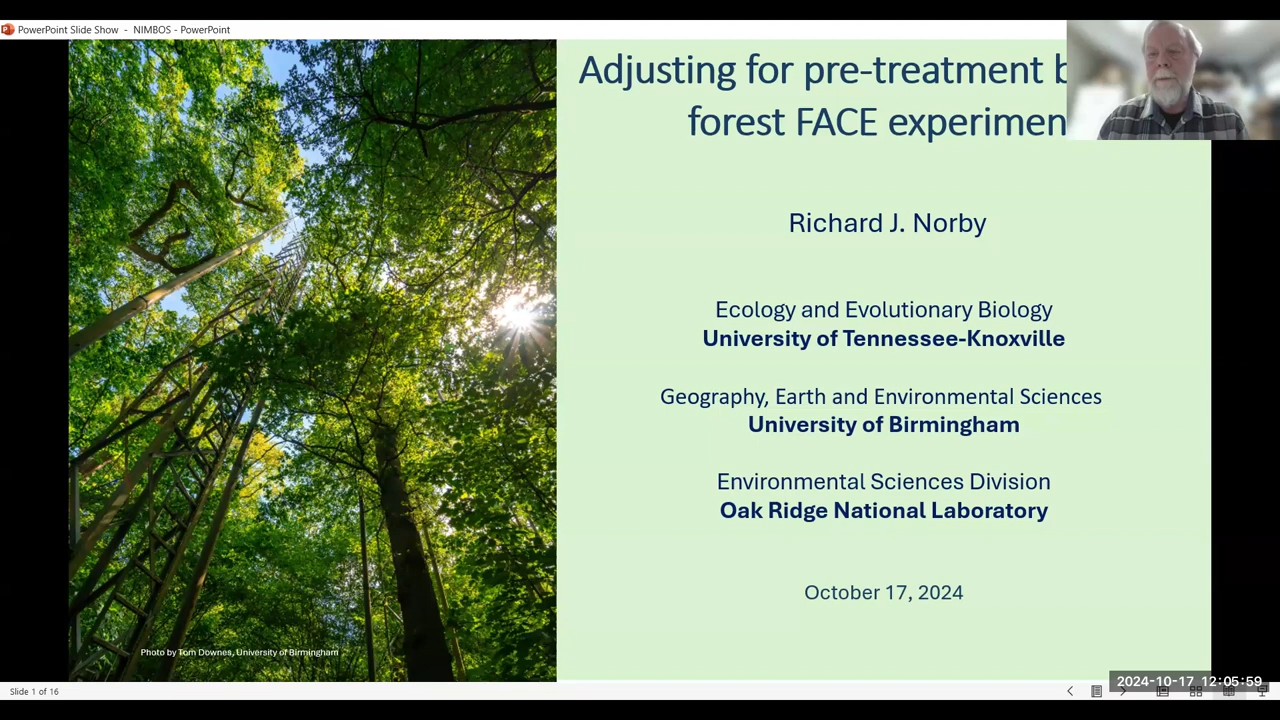 PowerPoint Slide Show - NIMBOS - PowerPoint
Adjusting for pre-treatment
forest FACE experimen
Richard J. Norby
Ecology and Evolutionary Biology
University of Tennessee-Knoxville
Geography, Earth and Environmental Sciences
University of Birmingham
Environmental Sciences Division
Oak Ridge National Laboratory
October 17, 2024
Photo by Tom Downes, University of Birmingham
Slide 1 of 16
2024-10-17 12:05:59